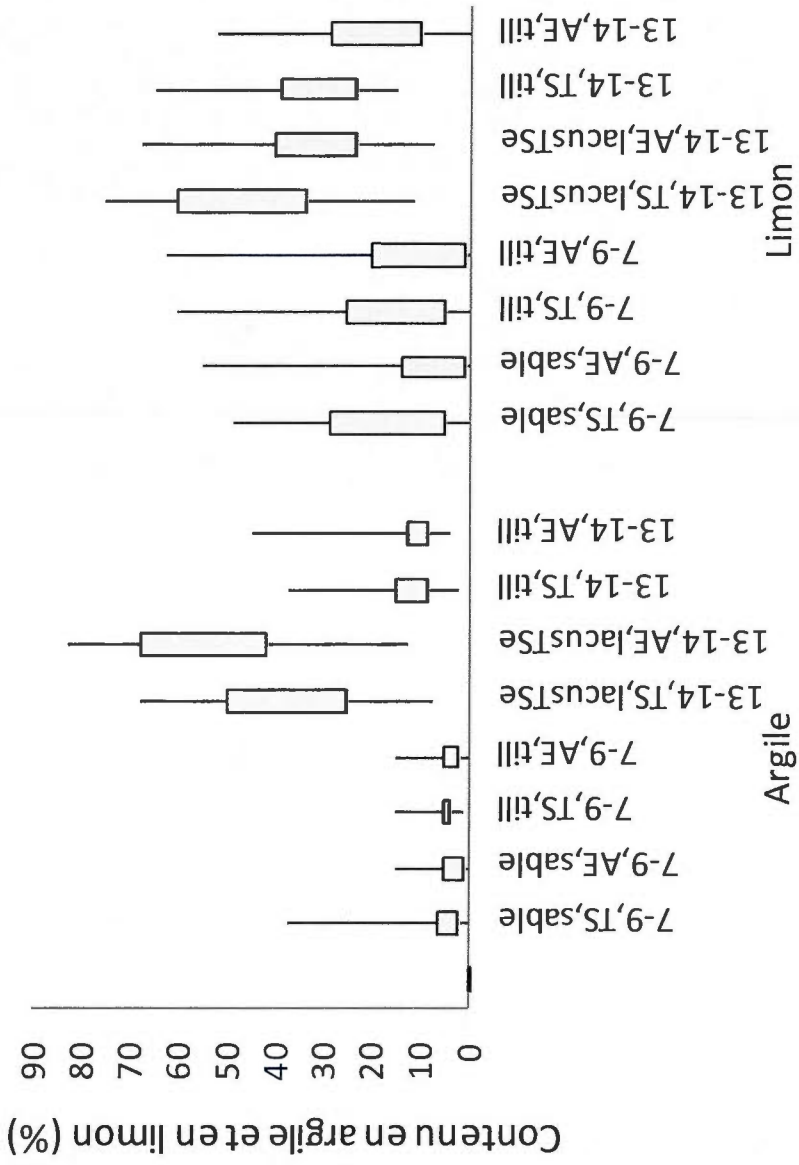 Contenu en argile et en limon (%)
90
80
70
60
50
40
30
20
10
0
7-9,TS,sable
7-9,AE,sable
7-9,TS,till
7-9,AE,till
13-14,TS,lacusTSe
13-14,AE,lacusTSe
13-14,TS,till
13-14,AE,till
7-9,TS,sable
7-9,AE,sable
7-9,TS,till
7-9,AE,till
13-14,TS,lacusTSe
13-14,AE,lacusTSe
13-14,TS,till
13-14,AE,till
Argile
Limon